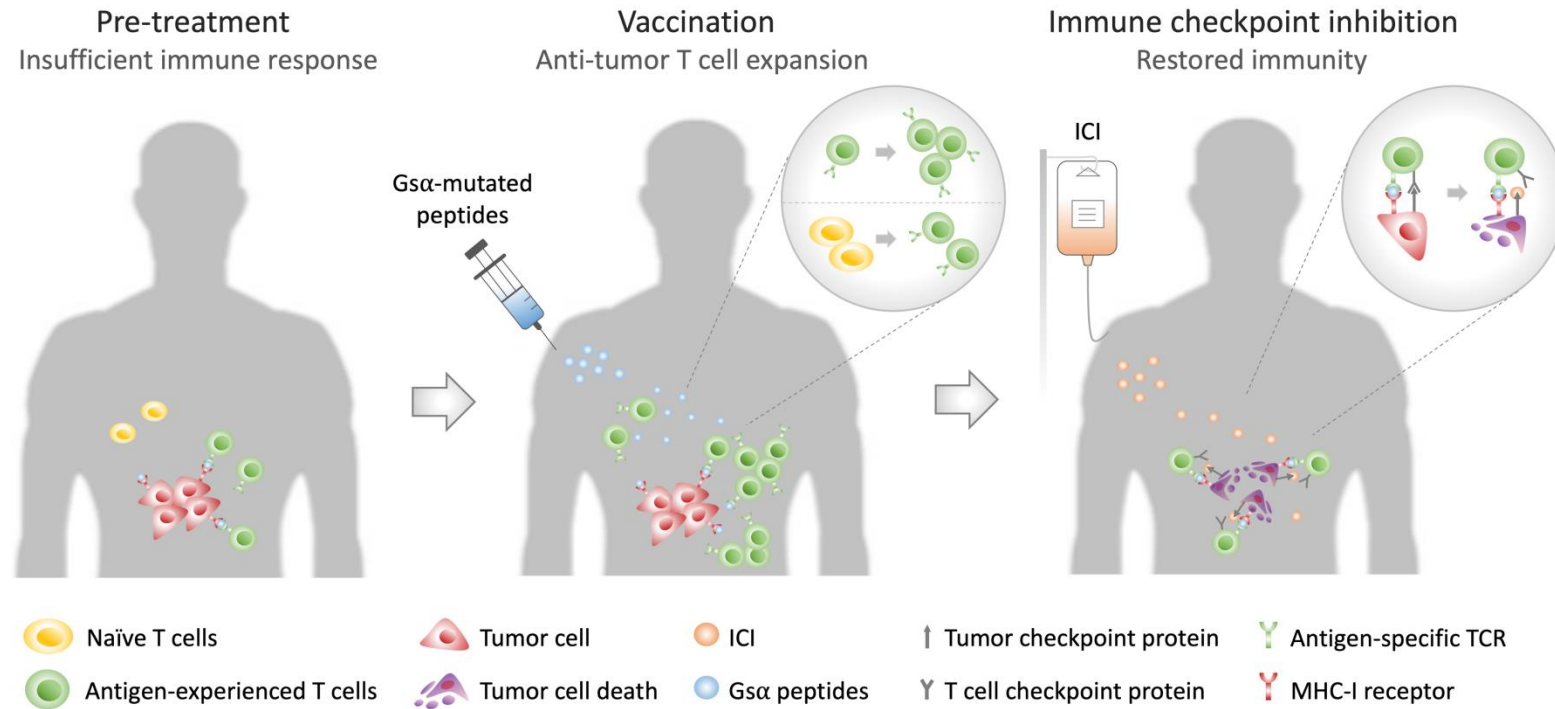 Pre-treatment
Insufficient immune response
Vaccination
Anti-tumor T cell expansion
Immune checkpoint inhibition
Restored immunity
Gsα-mutated
peptides
ICI
Naïve T cells
Antigen-experienced T cells
Tumor cell
Tumor cell death
ICI
Gsα peptides
Tumor checkpoint protein
T cell checkpoint protein
Antigen-specific TCR
MHC-I receptor